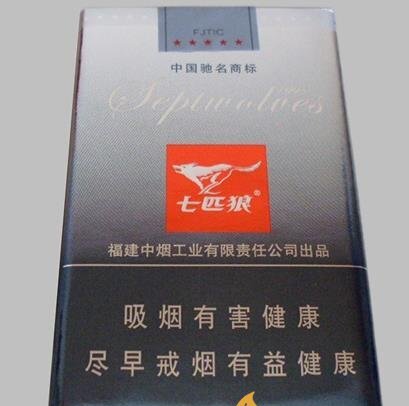 FJTIC
★★★★★
中国驰名商标
Septwolves
七匹狼®
福建中烟工业有限责任公司出品
吸烟有害健康
尽早戒烟有益健康